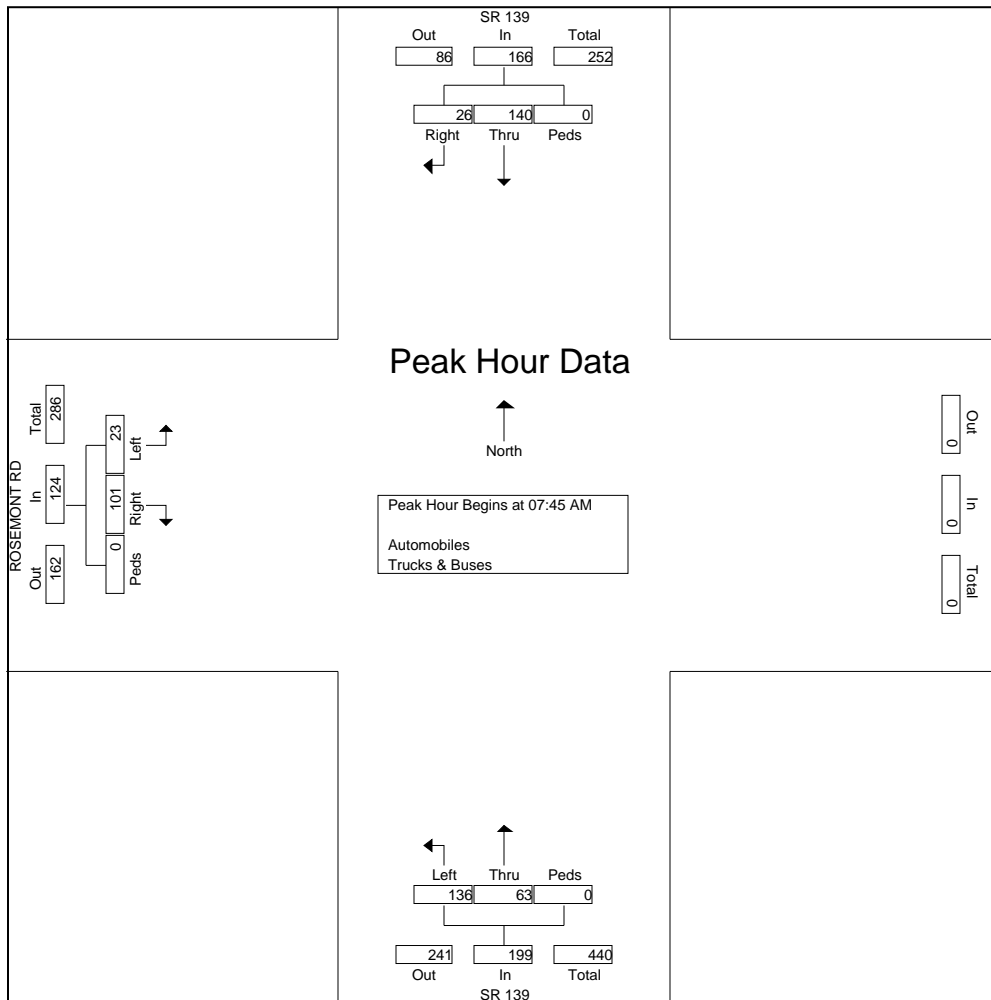 SR 139
Out In Total
86 166 252
26 140 0
Right Thru Peds
Peak Hour Data
North
Peak Hour Begins at 07:45 AM
Automobiles
Trucks & Buses
ROSEMONT RD
Total In Out
286 124 162
23 101 0
Left Right Peds
Out In Total
0 0 0
Left Thru Peds
136 63 0
241 199 440
Out In Total
SR 139